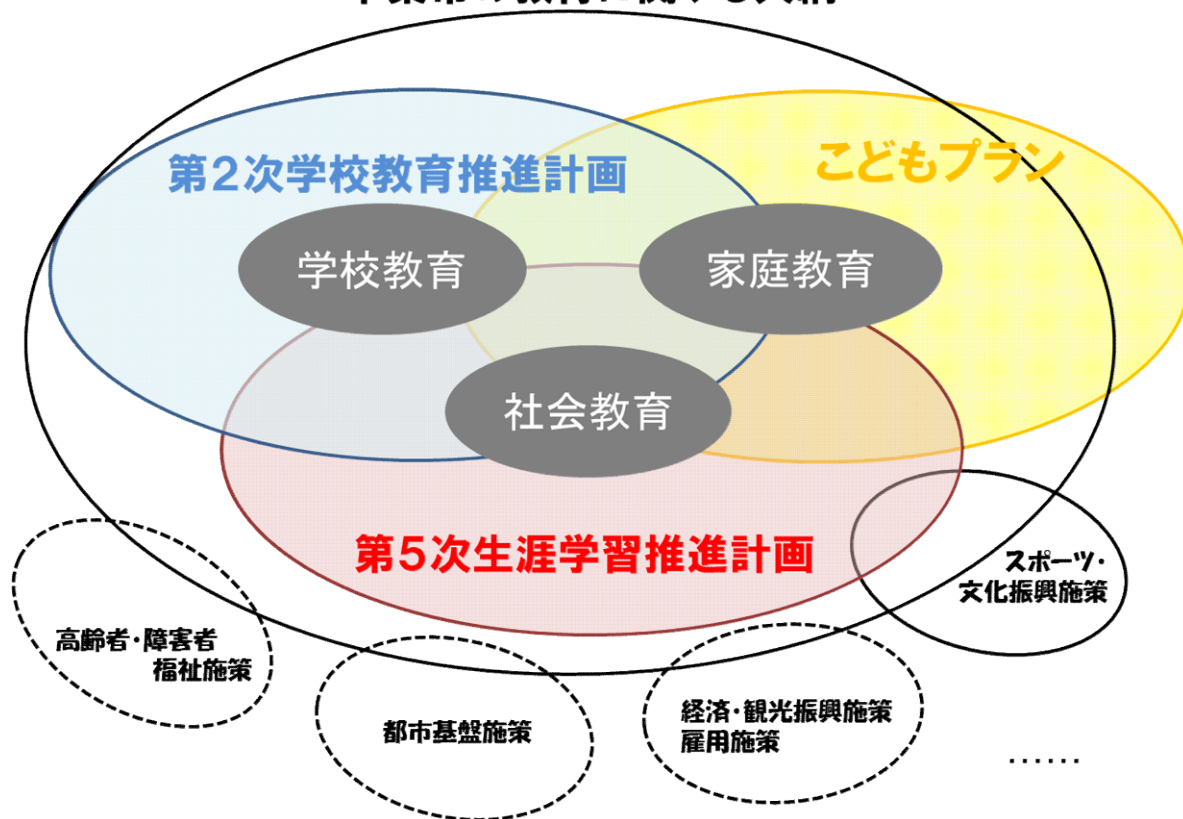 第2次学校教育推進計画
こどもプラン
学校教育
家庭教育
社会教育
第5次生涯学習推進計画
スポーツ・
文化振興施策
高齢者・障害者
福祉施策
都市基盤施策
経済・観光振興施策
雇用施策
……